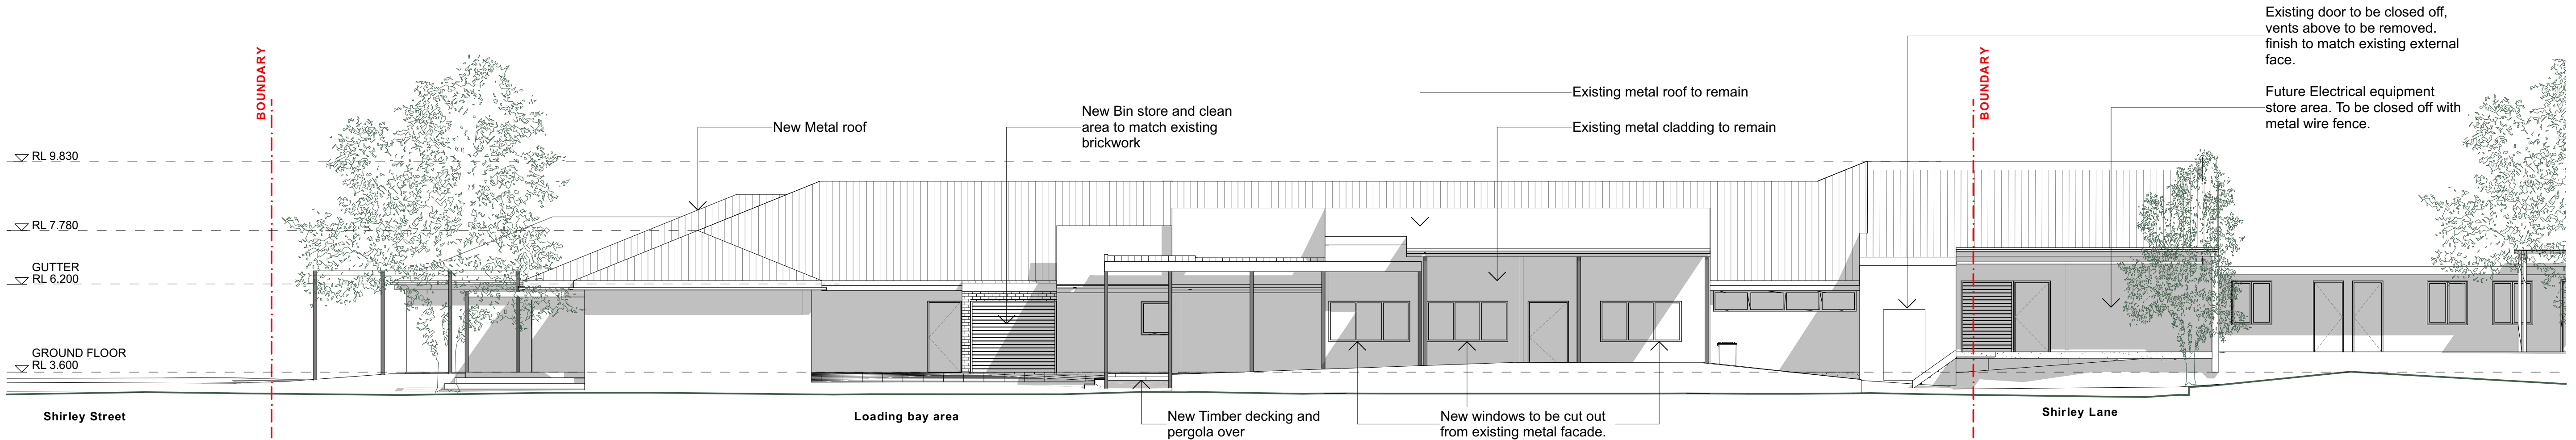 Existing door to be closed off,
vents above to be removed.
finish to match existing external
face.
BOUNDARY
BOUNDARY
Future Electrical equipment
store area. To be closed off with
metal wire fence.
Existing metal roof to remain
New Bin store and clean
area to match existing
brickwork
New Metal roof
Existing metal cladding to remain
RL 9.830
RL 7.780
GUTTER
RL 6.200
GROUND FLOOR
RL 3.600
Shirley Street
Loading bay area
New Timber decking and
pergola over
New windows to be cut out
from existing metal facade.
Shirley Lane